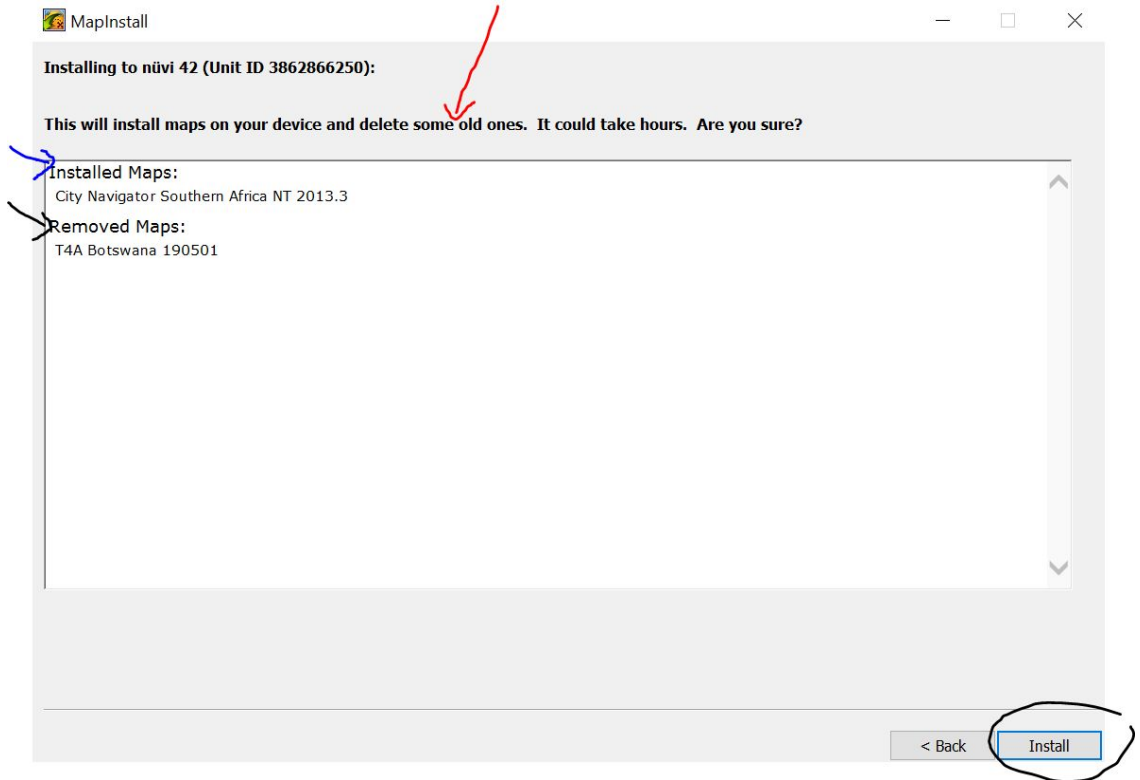 MapInstall
Installing to nüvi 42 (Unit ID 3862866250):
This will install maps on your device and delete some old ones. It could take hours. Are you sure?
Installed Maps:
City Navigator Southern Africa NT 2013.3
Removed Maps:
T4A Botswana 190501
< Back
Install